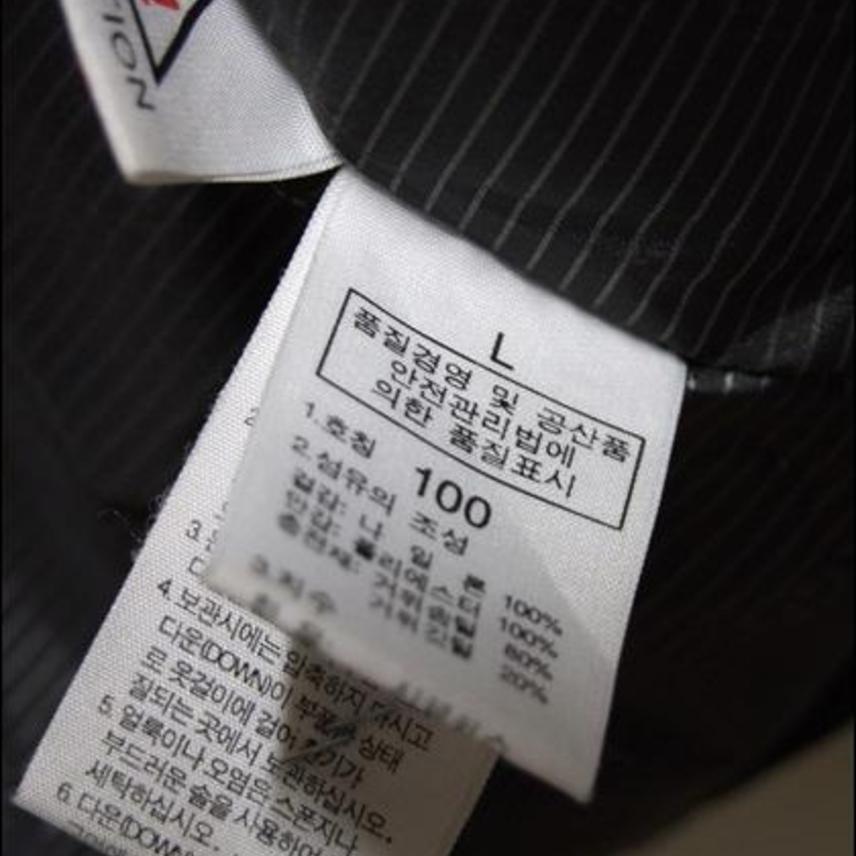 TION
L
품질경영 및 공산품
안전관리법에
의한 품질표시
1.호칭 100
2.섬유의 조성
겉감: 나 일 론 100%
안감: 폴리에스터 100%
충전재: 거위솜털 80%
거위깃털 20%
3.치수
3.
4.보관시에는 압축하지 마시고
다운(DOWN)이 부풀 상태
로 옷걸이에 걸어 기가
잘되는 곳에서 보관하십시오.
5. 얼룩이나 오염은 스폰지나
부드러운 솔을 사용하여
세탁하십시오.
6.다운(DOWN)